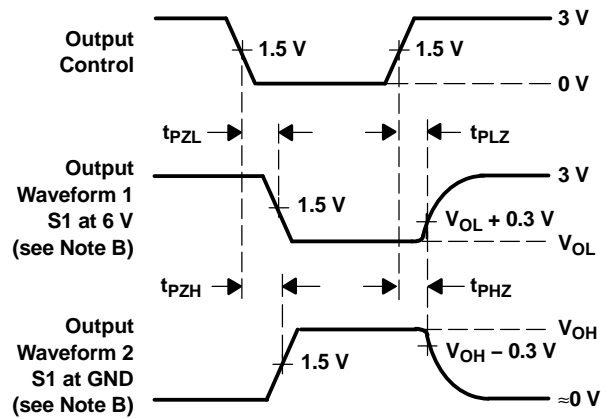 3 V
Output
Control
1.5 V
1.5 V
0 V
tPZL
tPLZ
Output
Waveform 1
S1 at 6 V
(see Note B)
3 V
1.5 V
VOL + 0.3 V
VOL
tPZH
tPHZ
Output
Waveform 2
S1 at GND
(see Note B)
VOH
1.5 V
VOH − 0.3 V
≈0 V